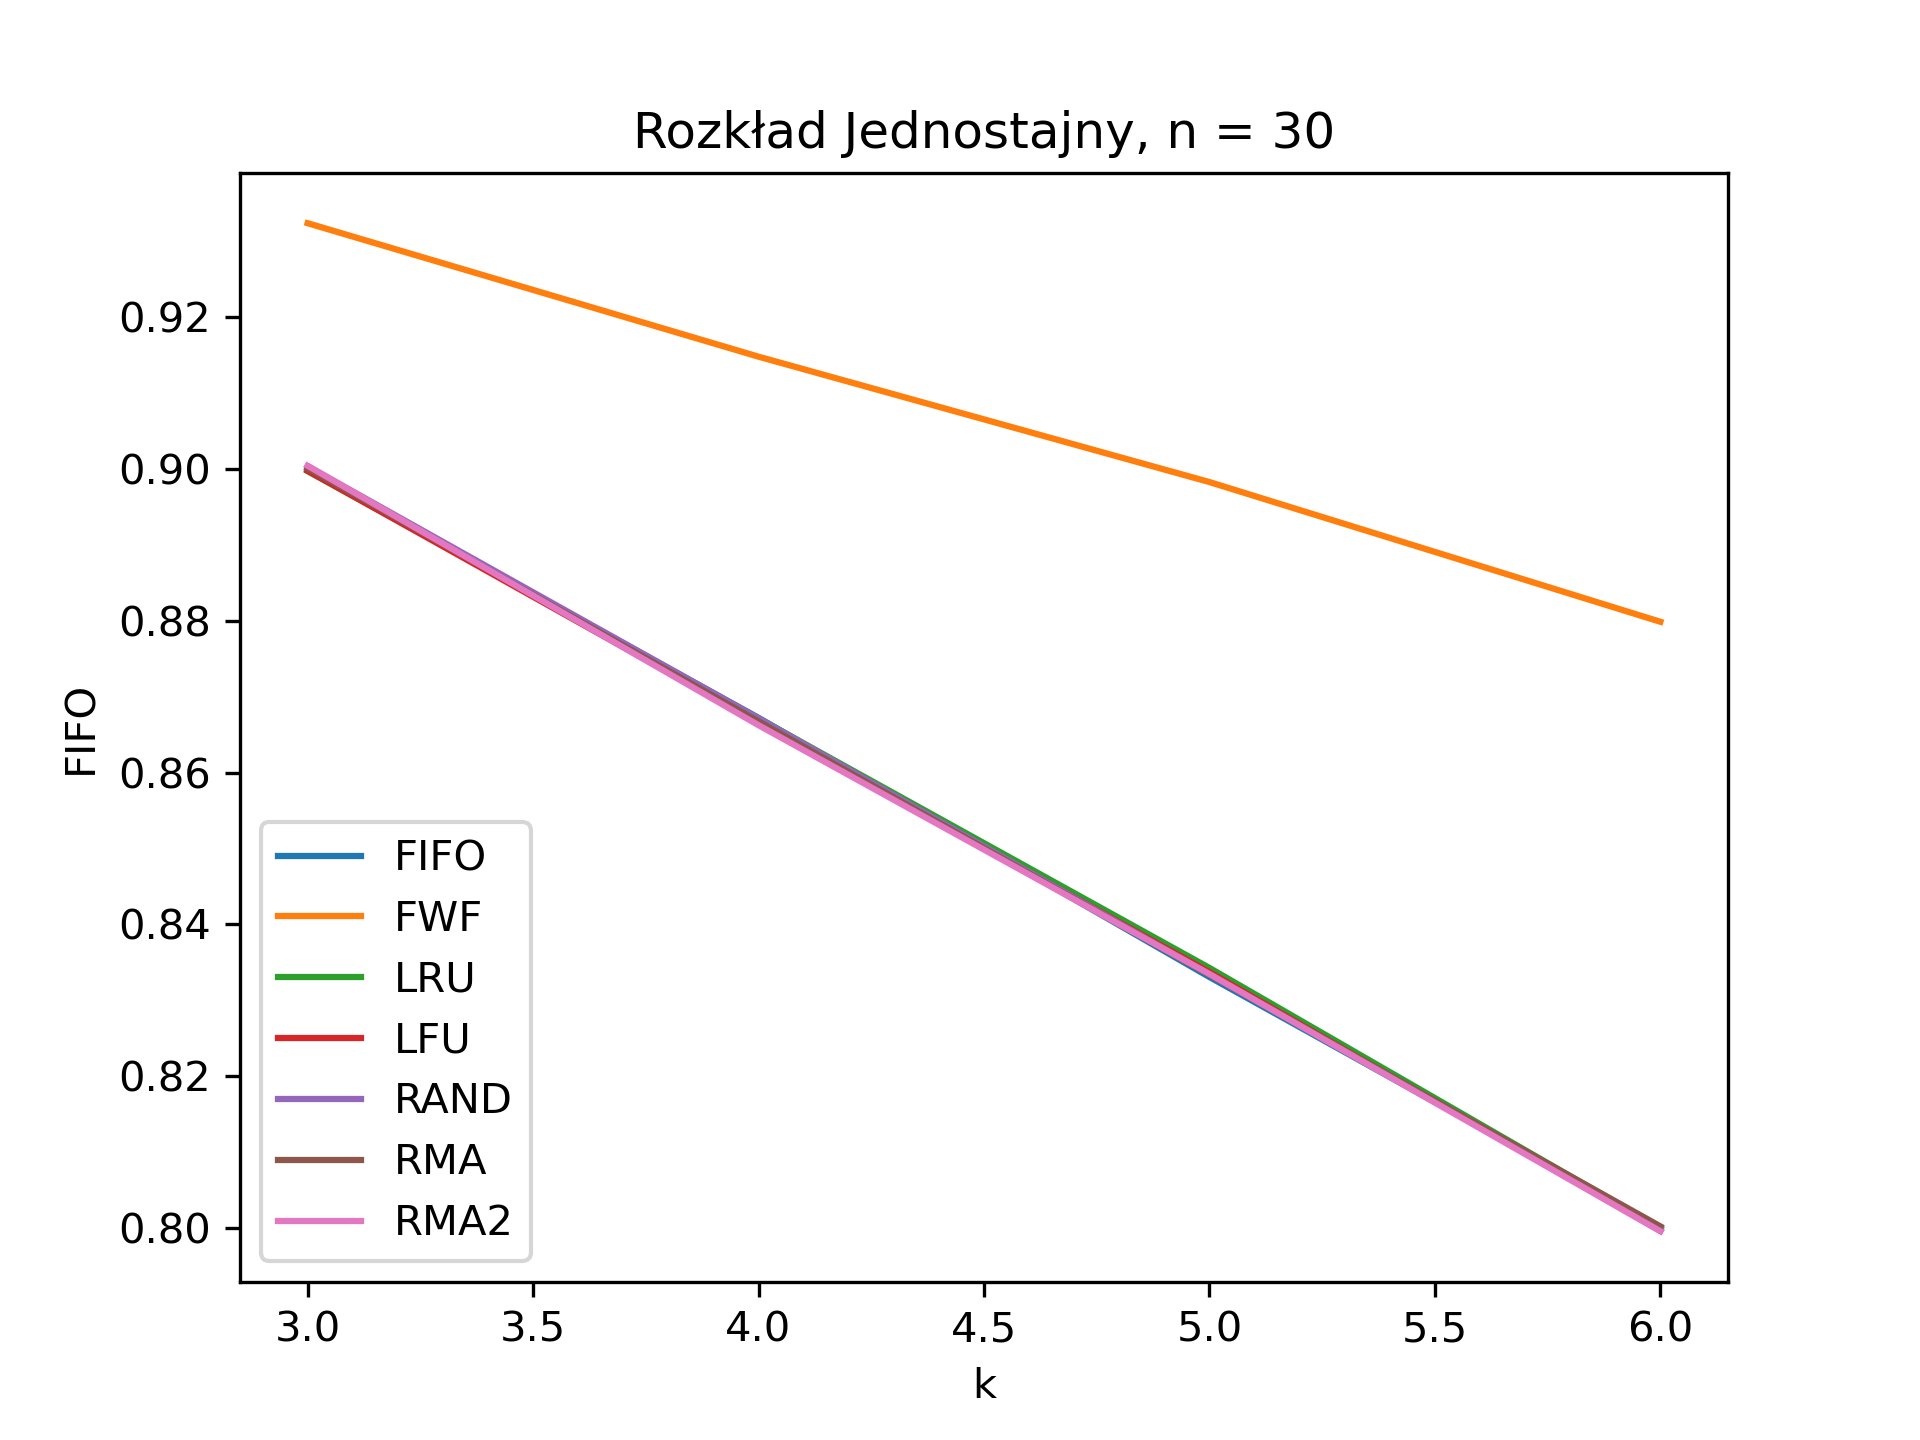 Rozkład Jednostajny, n = 30
FIFO
0.92
0.90
0.88
0.86
0.84
0.82
0.80
FIFO
FWF
LRU
LFU
RAND
RMA
RMA2
3.0 3.5 4.0 4.5 5.0 5.5 6.0
k